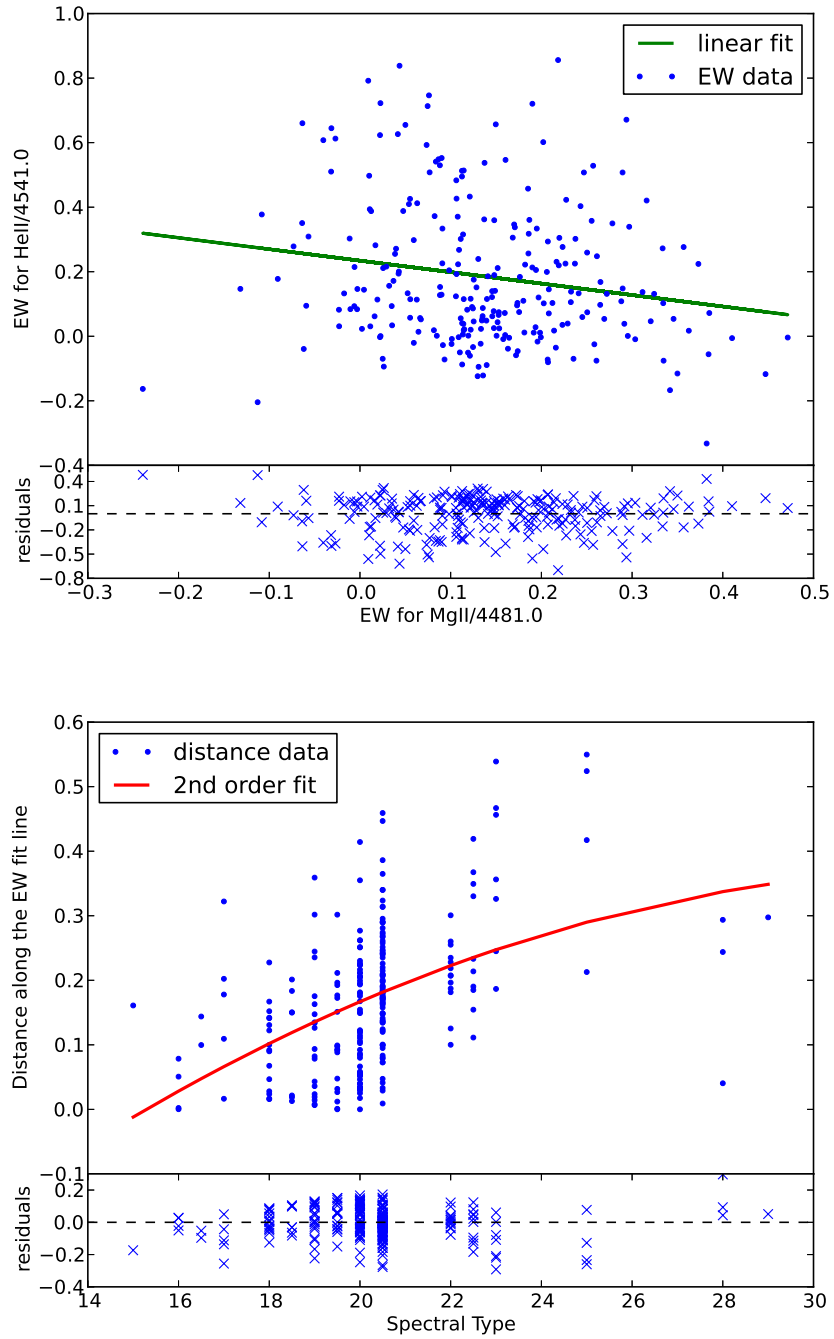 1.0
0.8
0.6
0.4
0.2
0.0
−0.2
−0.4
EW for HeII/4541.0
linear fit
EW data
0.4
0.1
−0.2
−0.5
−0.8
residuals
−0.3 −0.2 −0.1 0.0 0.1 0.2 0.3 0.4 0.5
EW for MgII/4481.0
0.6
0.5
0.4
0.3
0.2
0.1
0.0
−0.1
Distance along the EW fit line
distance data
2nd order fit
0.2
0.0
−0.2
−0.4
residuals
14 16 18 20 22 24 26 28 30
Spectral Type